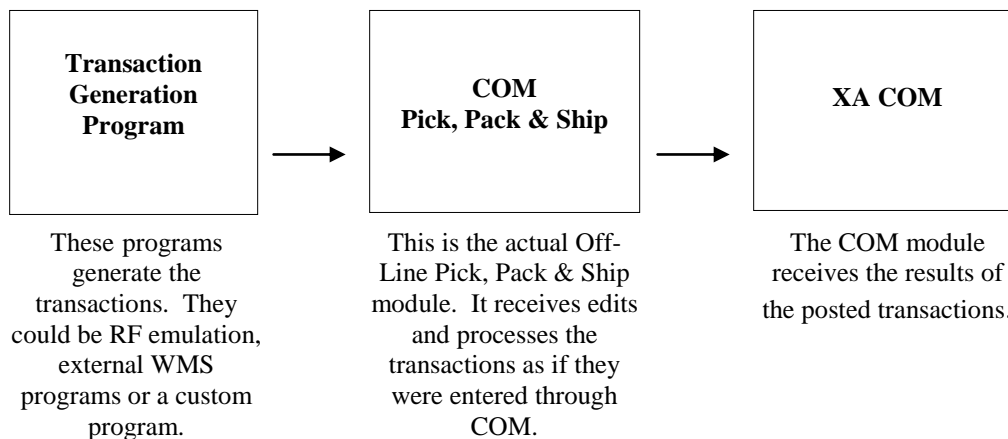 Transaction
Generation
Program
COM
Pick, Pack & Ship
XA COM
These programs
generate the
transactions. They
could be RF emulation,
external WMS
programs or a custom
program.
This is the actual Off-
Line Pick, Pack & Ship
module. It receives edits
and processes the
transactions as if they
were entered through
COM.
The COM module
receives the results of
the posted transactions.